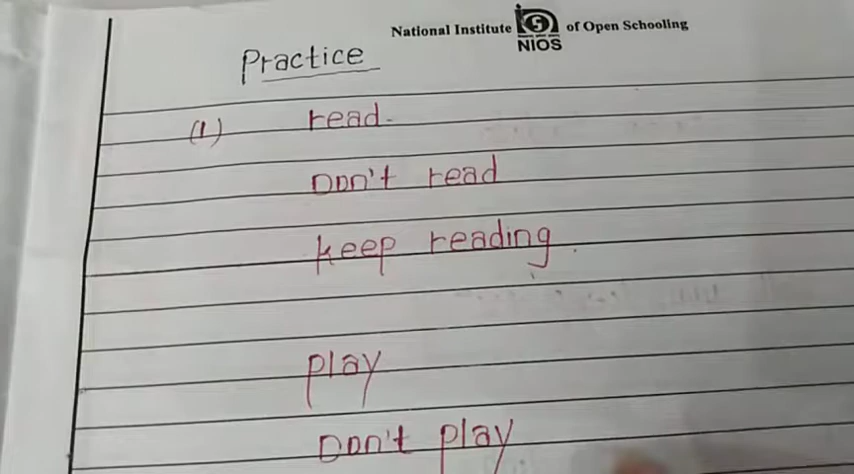 National Institute NIOS of Open Schooling
Practice
(1) read.
Don't read
keep reading.
play
Don't play